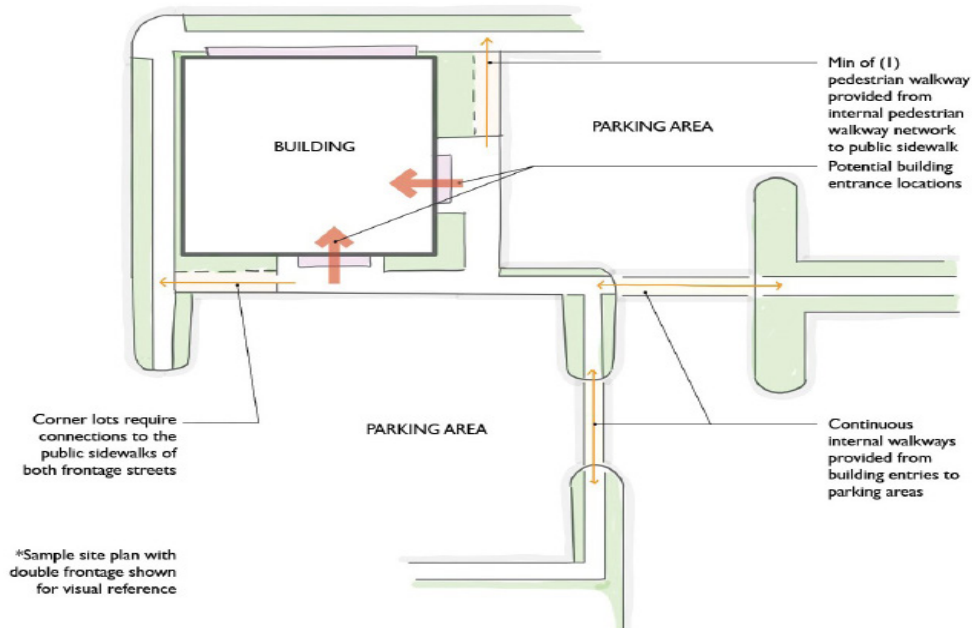 BUILDING
PARKING AREA
Min of (1)
pedestrian walkway
provided from
internal pedestrian
walkway network
to public sidewalk
Potential building
entrance locations
Corner lots require
connections to the
public sidewalks of
both frontage streets
PARKING AREA
Continuous
internal walkways
provided from
building entries to
parking areas
*Sample site plan with
double frontage shown
for visual reference